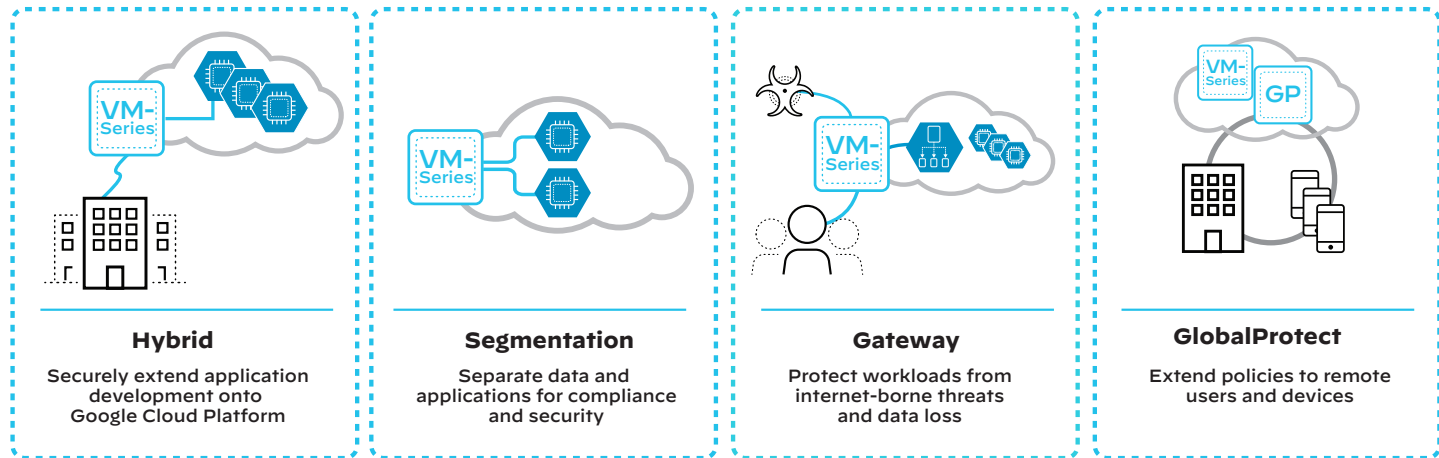 VM-
Series
Hybrid
Securely extend application
development onto
Google Cloud Platform
VM-
Series
Segmentation
Separate data and
applications for compliance
and security
VM-
Series
Gateway
Protect workloads from
internet-borne threats
and data loss
VM-
Series
GP
GlobalProtect
Extend policies to remote
users and devices